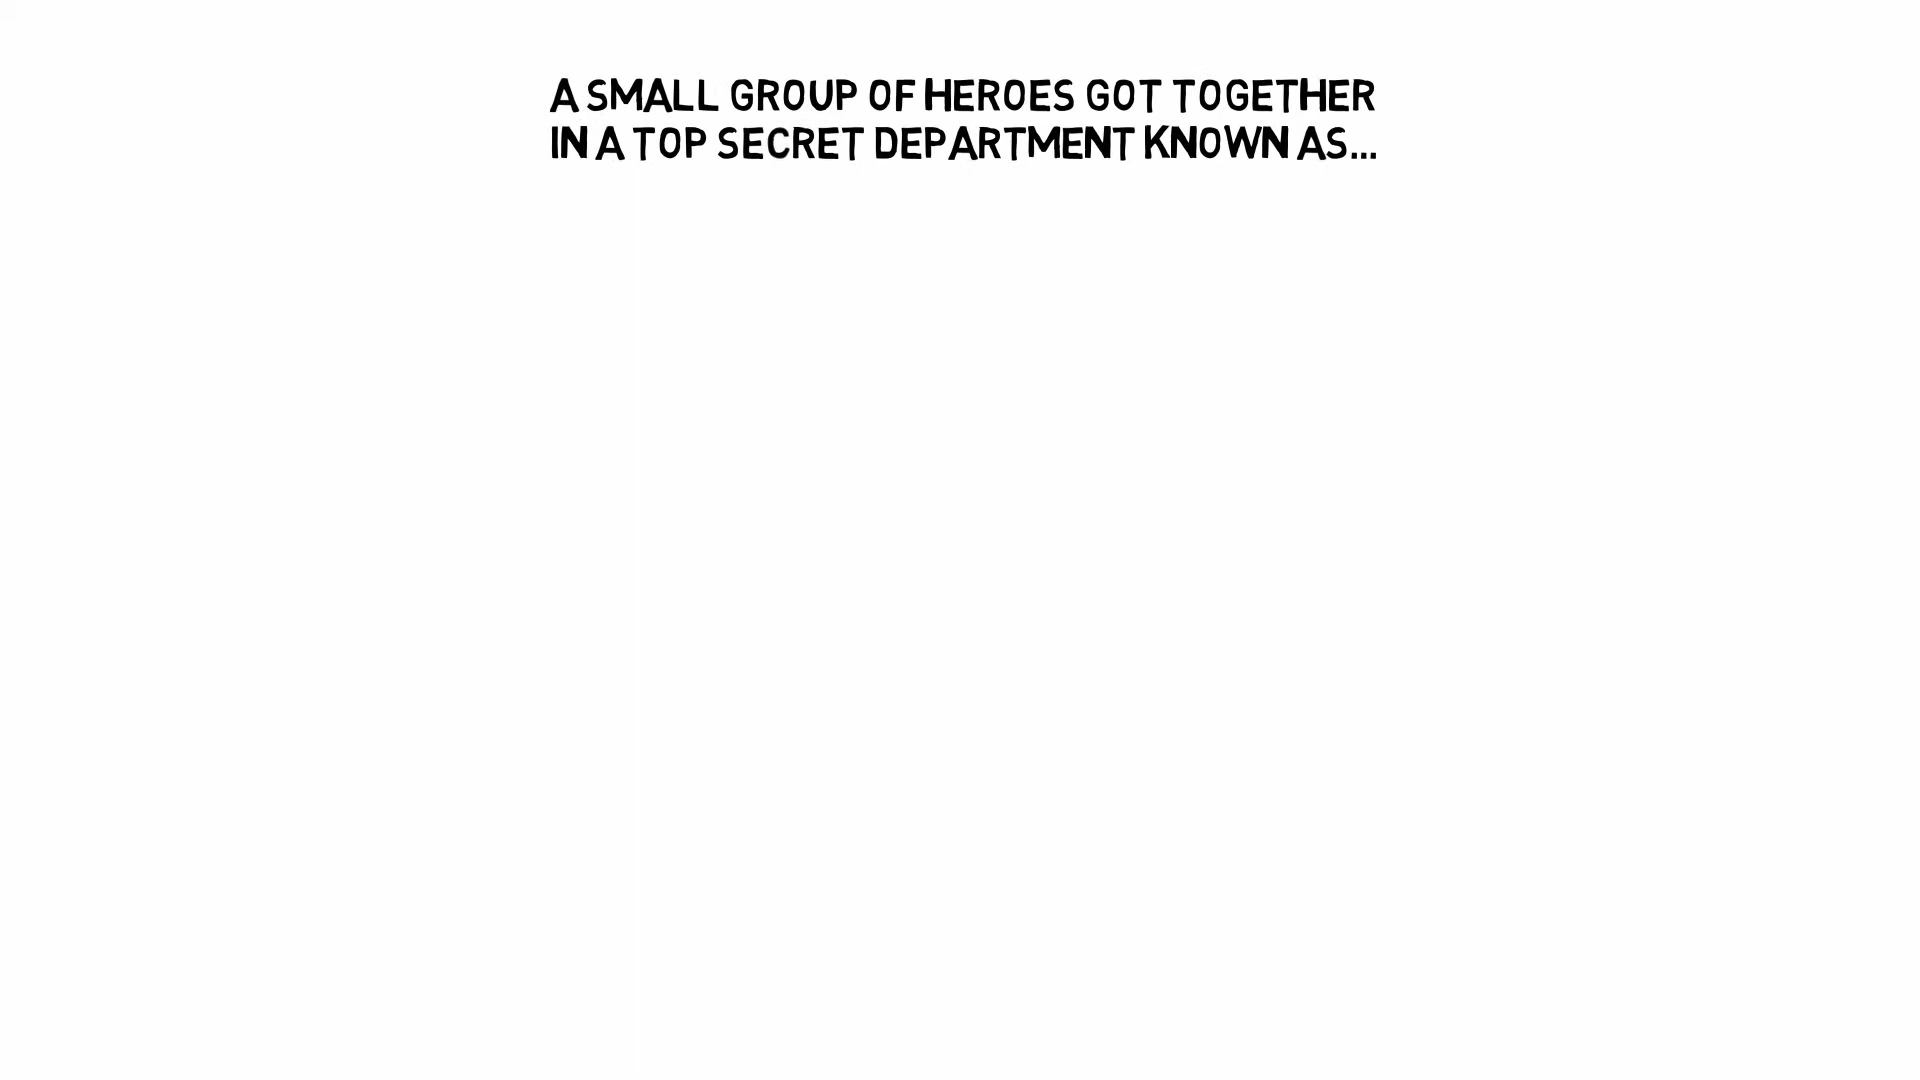 A SMALL GROUP OF HEROES GOT TOGETHER
IN A TOP SECRET DEPARTMENT KNOWN AS...